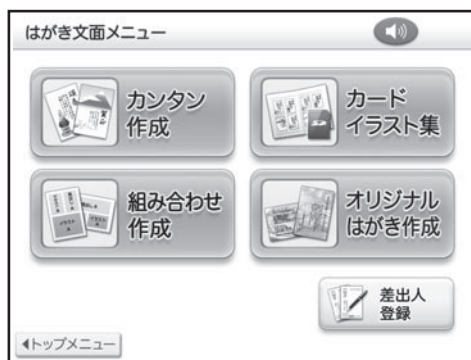 はがき文面メニュー
カンタン
作成
カード
イラスト集
組み合わせ
作成
オリジナル
はがき作成
差出人
登録
トップメニュー